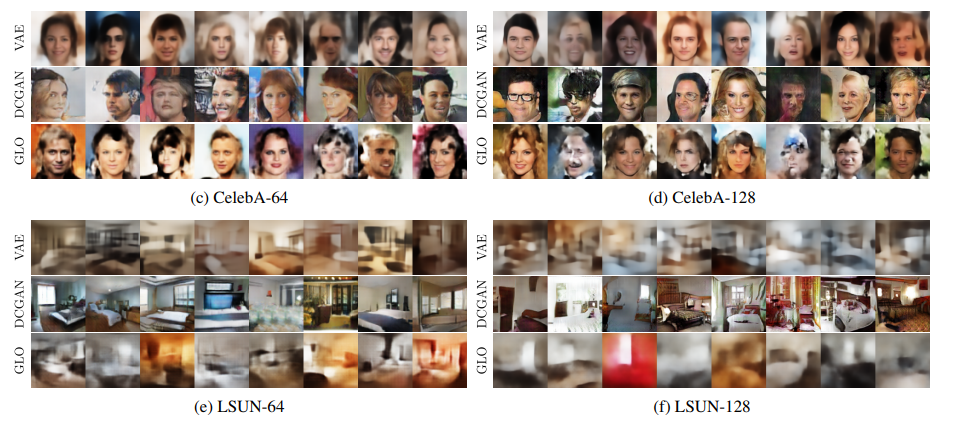 VAE
DCGAN
GLO
(c) CelebA-64
VAE
DCGAN
GLO
(d) CelebA-128
VAE
DCGAN
GLO
(e) LSUN-64
VAE
DCGAN
GLO
(f) LSUN-128